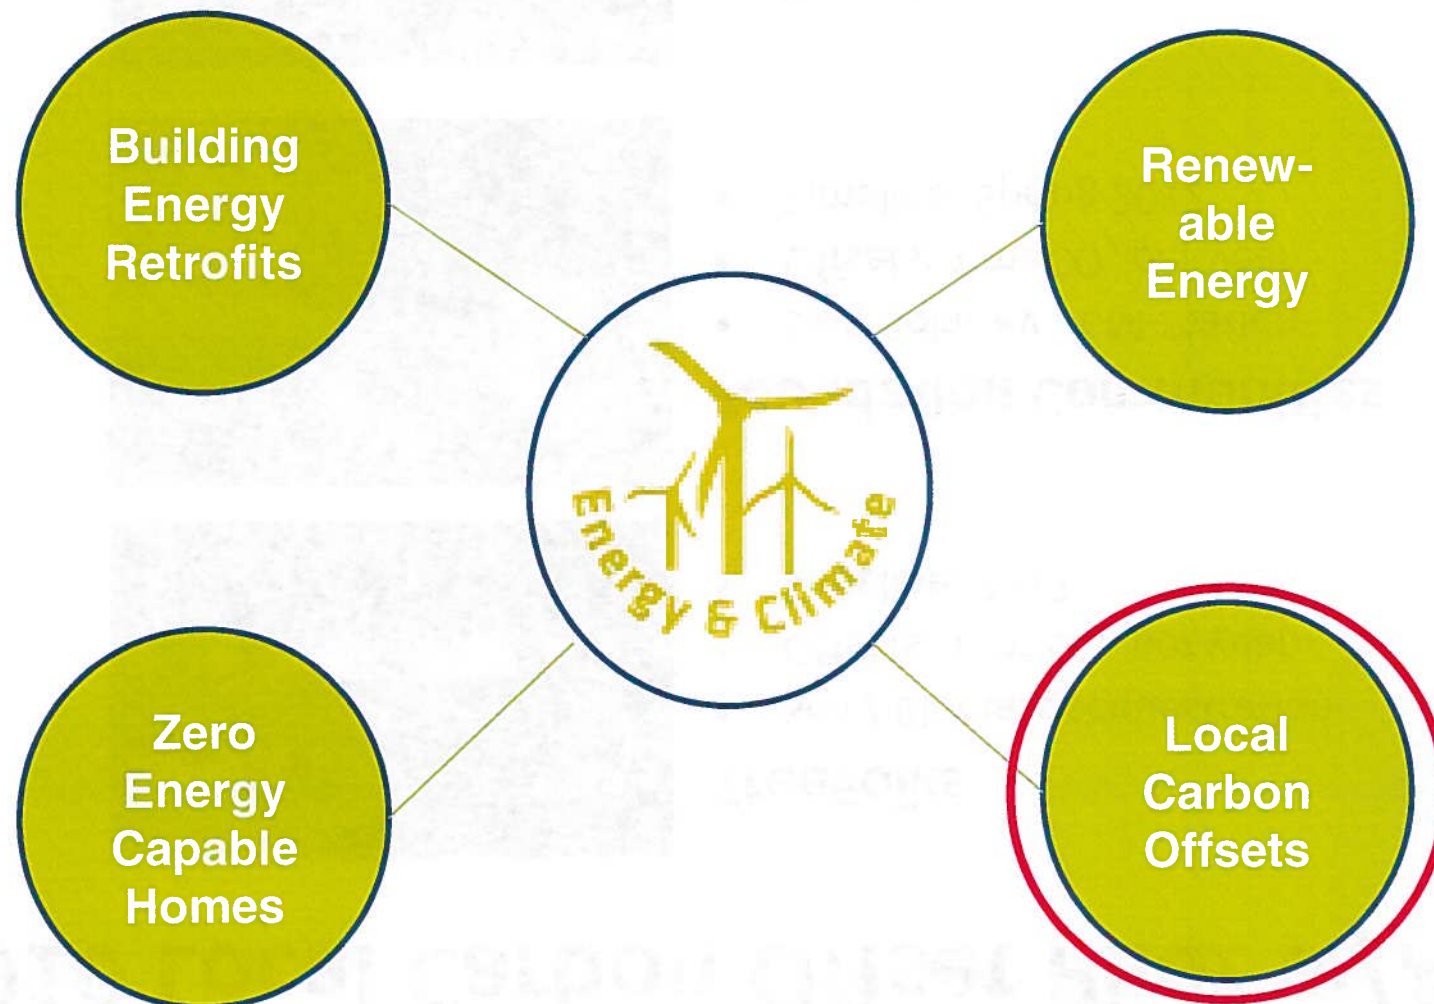 Building
Energy
Retrofits
Renew-
able
Energy
Energy & Climate
Zero
Energy
Capable
Homes
Local
Carbon
Offsets